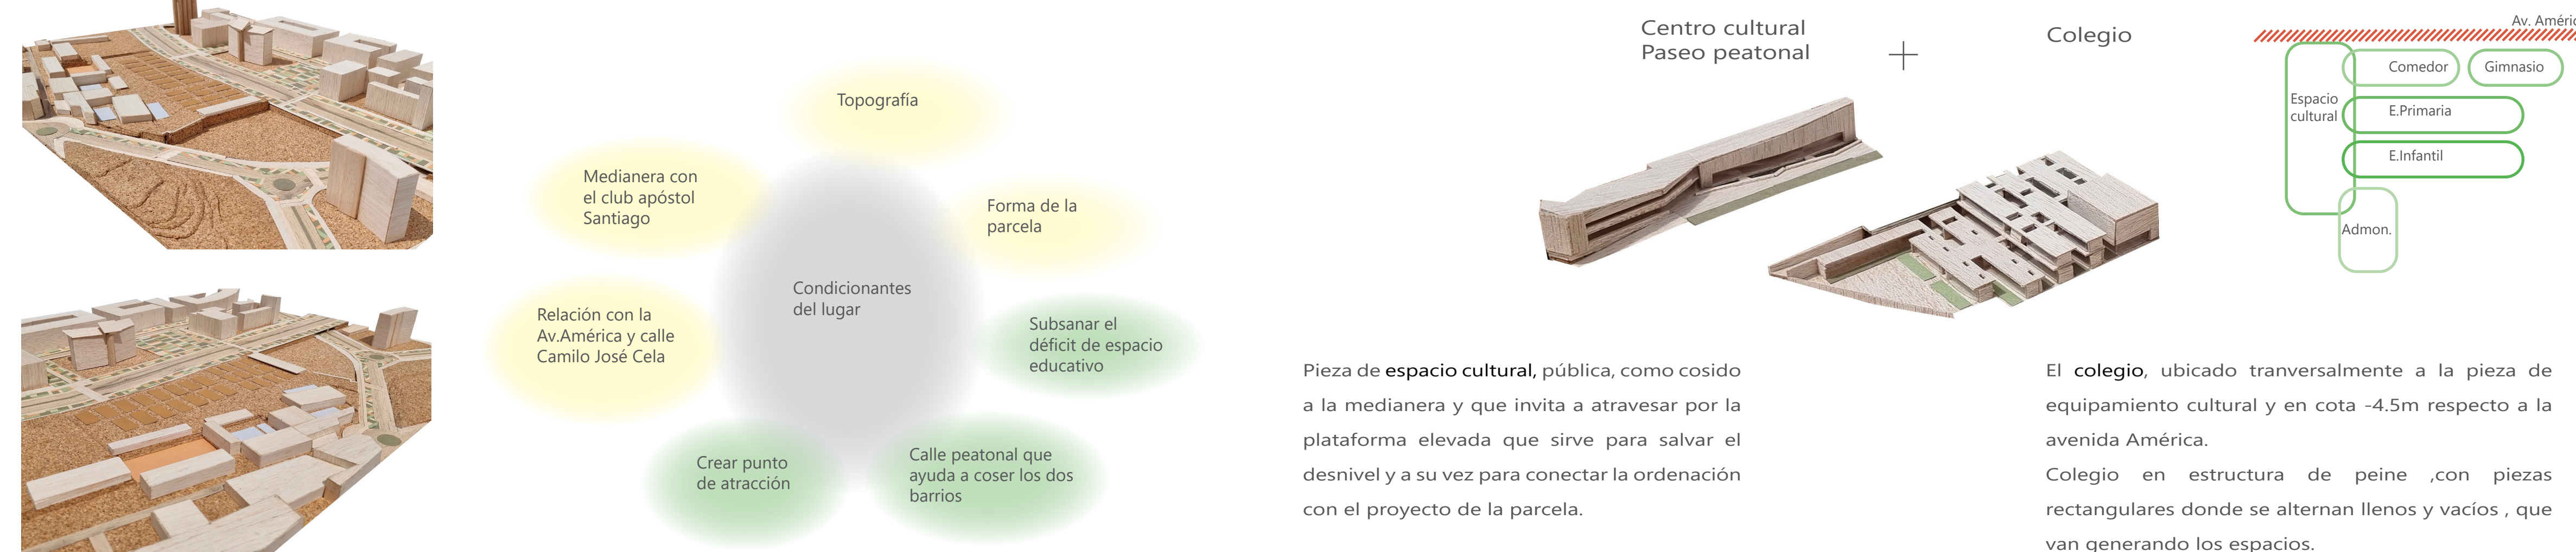 Topografía
Medianera con
el club apóstol
Santiago
Forma de la
parcela
Condicionantes
del lugar
Relación con la
Av.América y calle
Camilo José Cela
Subsanar el
déficit de espacio
educativo
Crear punto
de atracción
Calle peatonal que
ayuda a coser los dos
barrios
Centro cultural
Paseo peatonal
+
Colegio
Pieza de espacio cultural, pública, como cosido
a la medianera y que invita a atravesar por la
plataforma elevada que sirve para salvar el
desnivel y a su vez para conectar la ordenación
con el proyecto de la parcela.
El colegio, ubicado tranversalmente a la pieza de
equipamiento cultural y en cota -4.5m respecto a la
avenida América.
Colegio en estructura de peine ,con piezas
rectangulares donde se alternan llenos y vacíos , que
van generando los espacios.
Av. Améric
Comedor
Gimnasio
Espacio
cultural
E.Primaria
E.Infantil
Admon.